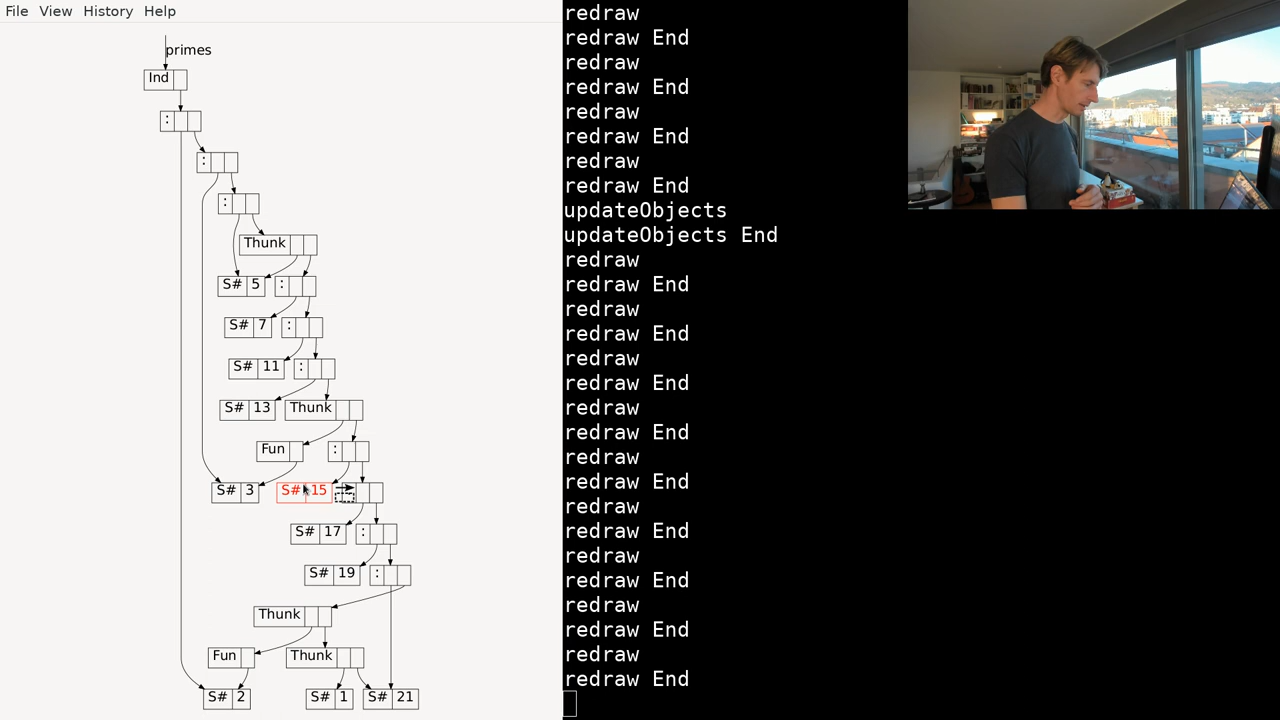 File View History Help
primes
Ind
:
:
:
Thunk
S# 5 :
S# 7 :
S# 11 :
S# 13 Thunk
Fun :
S# 3 S# 15
S# 17 :
S# 19 :
Thunk
Fun Thunk
S# 2 S# 1 S# 21
redraw
redraw End
redraw
redraw End
redraw
redraw End
redraw
redraw End
updateObjects
updateObjects End
redraw
redraw End
redraw
redraw End
redraw
redraw End
redraw
redraw End
redraw
redraw End
redraw
redraw End
redraw
redraw End
redraw
redraw End
redraw
redraw End